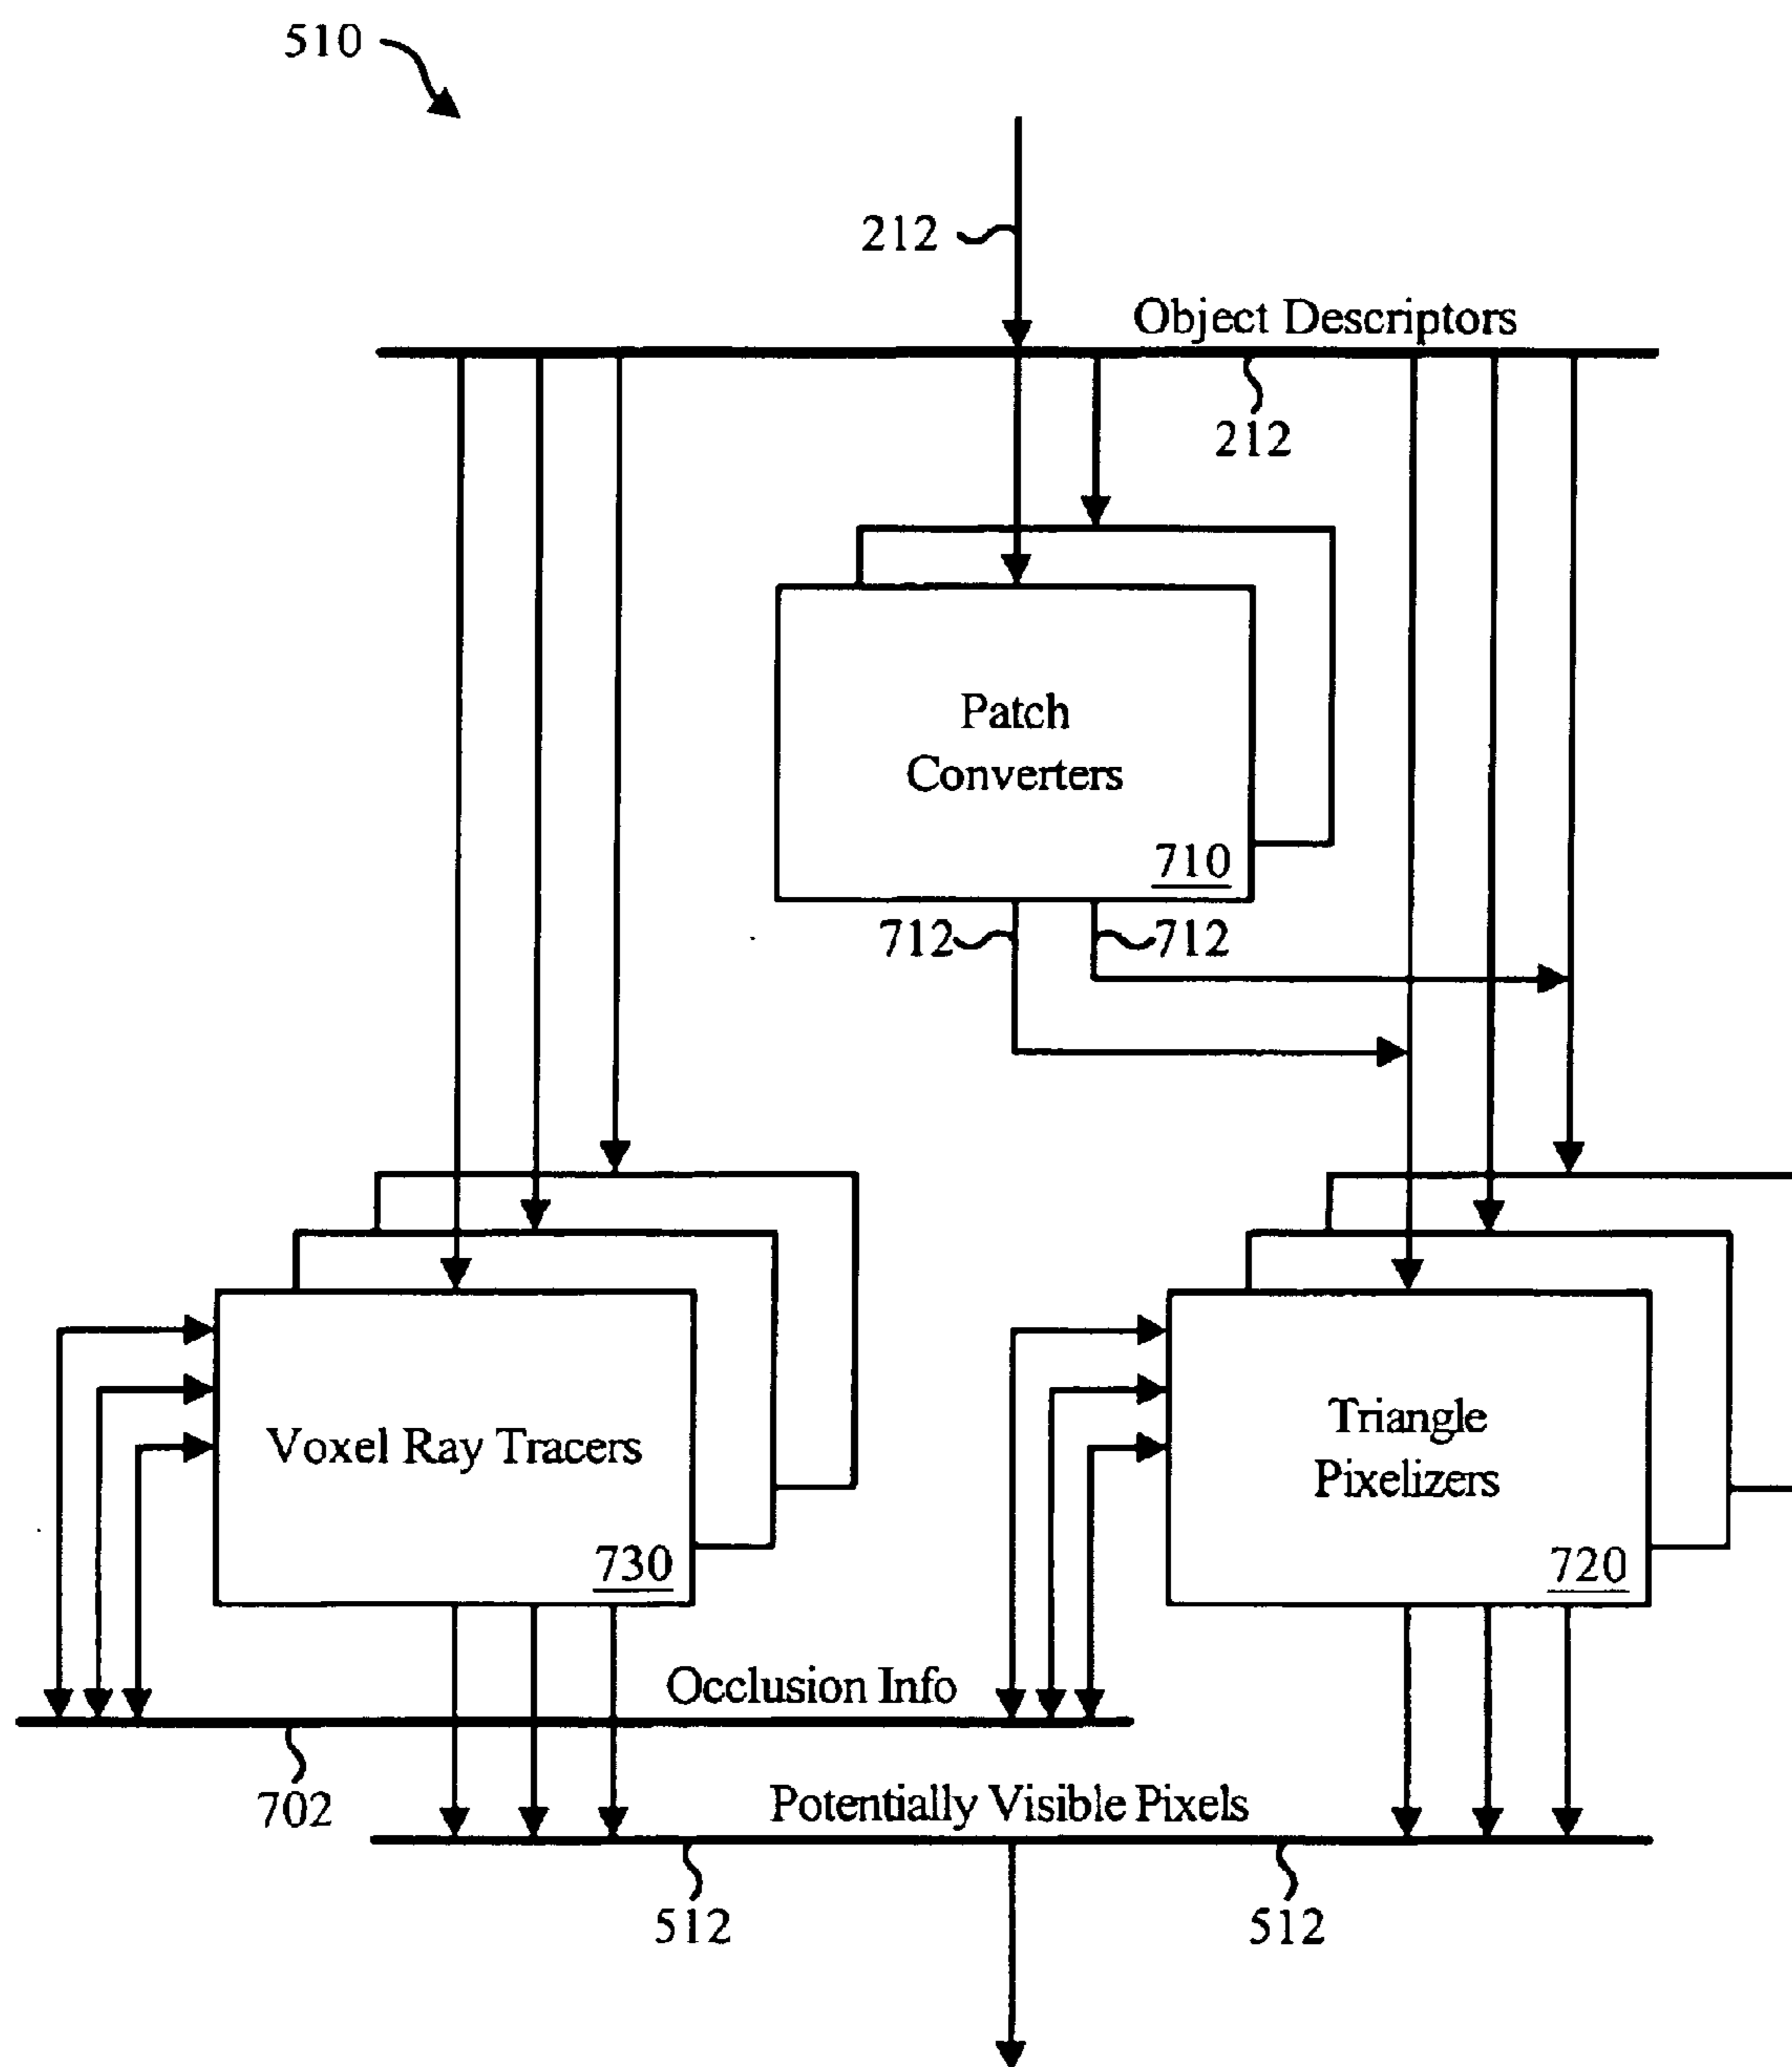 510
212
Object Descriptors
212
Patch
Converters
710
712
712
Voxel Ray Tracers
730
Triangle
Pixelizers
720
Occlusion Info
702
Potentially Visible Pixels
512
512